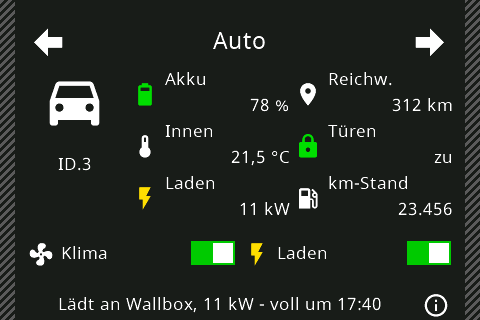 Auto
Akku
78 %
Reichw.
312 km
Innen
21,5 °C
Türen
zu
ID.3
Laden
11 kW
km-Stand
23.456
Klima
Laden
Lädt an Wallbox, 11 kW - voll um 17:40